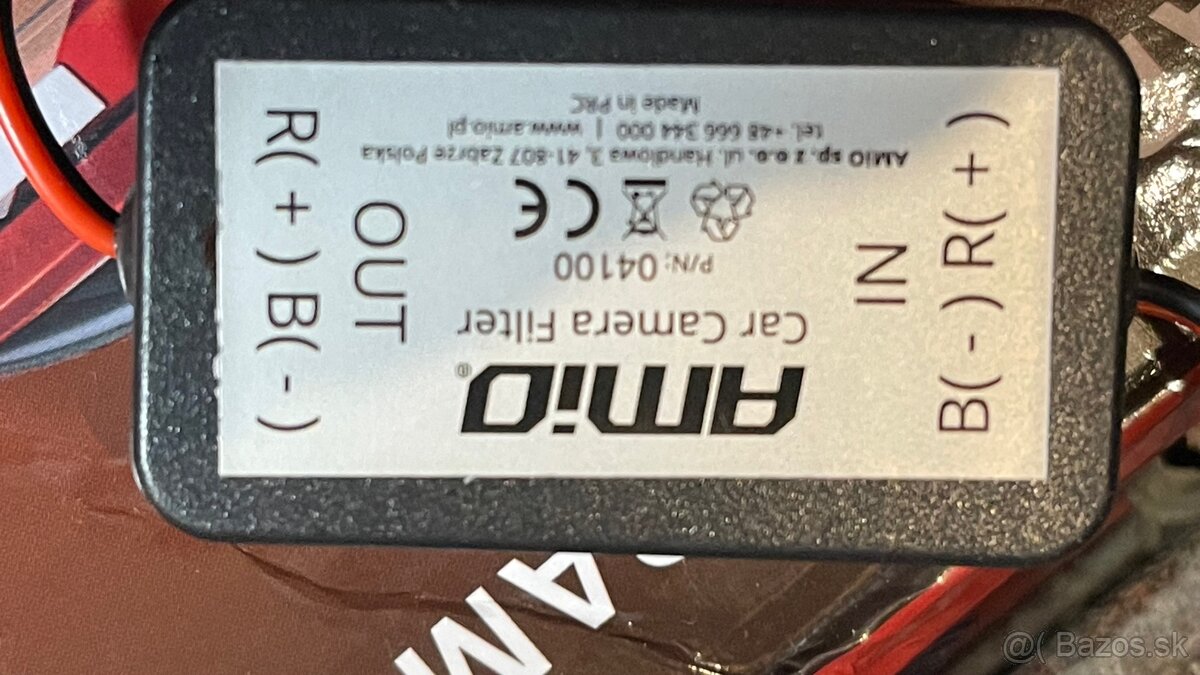 AMiO®
Car Camera Filter
P/N: 04100
CE
AMiO sp. z o.o. ul. Handlowa 3, 41-807 Zabrze Polska
tel. +48 666 344 000 | www.amio.pl
Made in PRC
IN
B( - ) R( + )
OUT
R( + ) B( - )
@( Bazos.sk